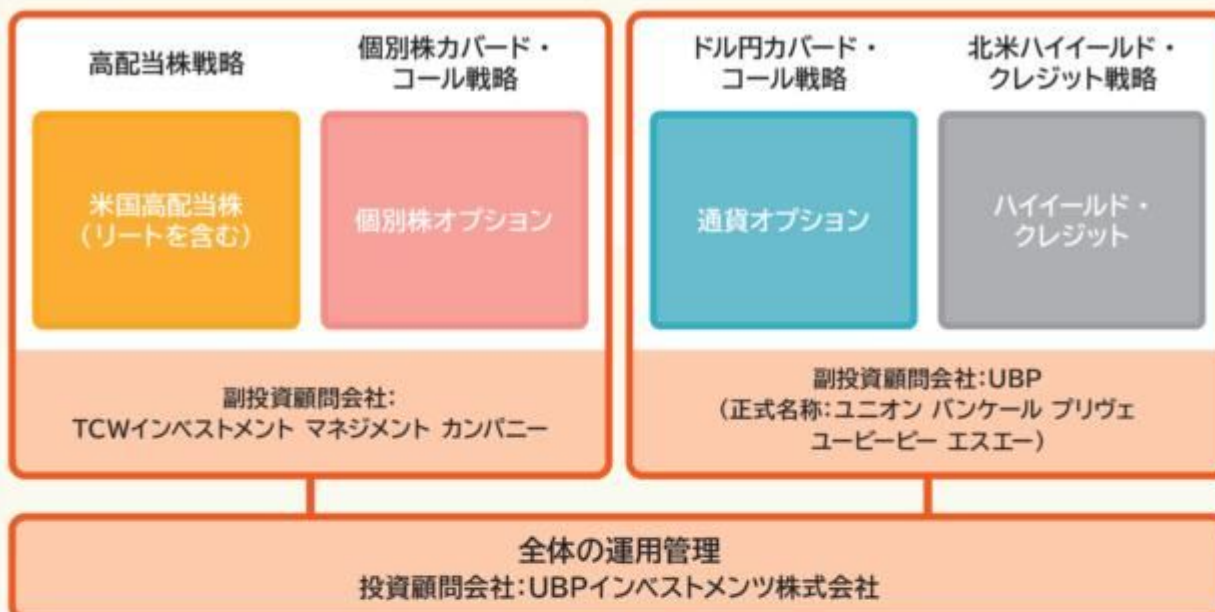 高配当株戦略
個別株カバード・
コール戦略
ドル円カバード・
コール戦略
北米ハイイールド・
クレジット戦略
米国高配当株
(リートを含む)
個別株オプション
通貨オプション
ハイイールド・
クレジット
副投資顧問会社:
TCWインベストメント マネジメント カンパニー
副投資顧問会社:UBP
(正式名称:ユニオン バンケール プリヴェ
ユービーピー エスエー)
全体の運用管理
投資顧問会社:UBPインベストメンツ株式会社